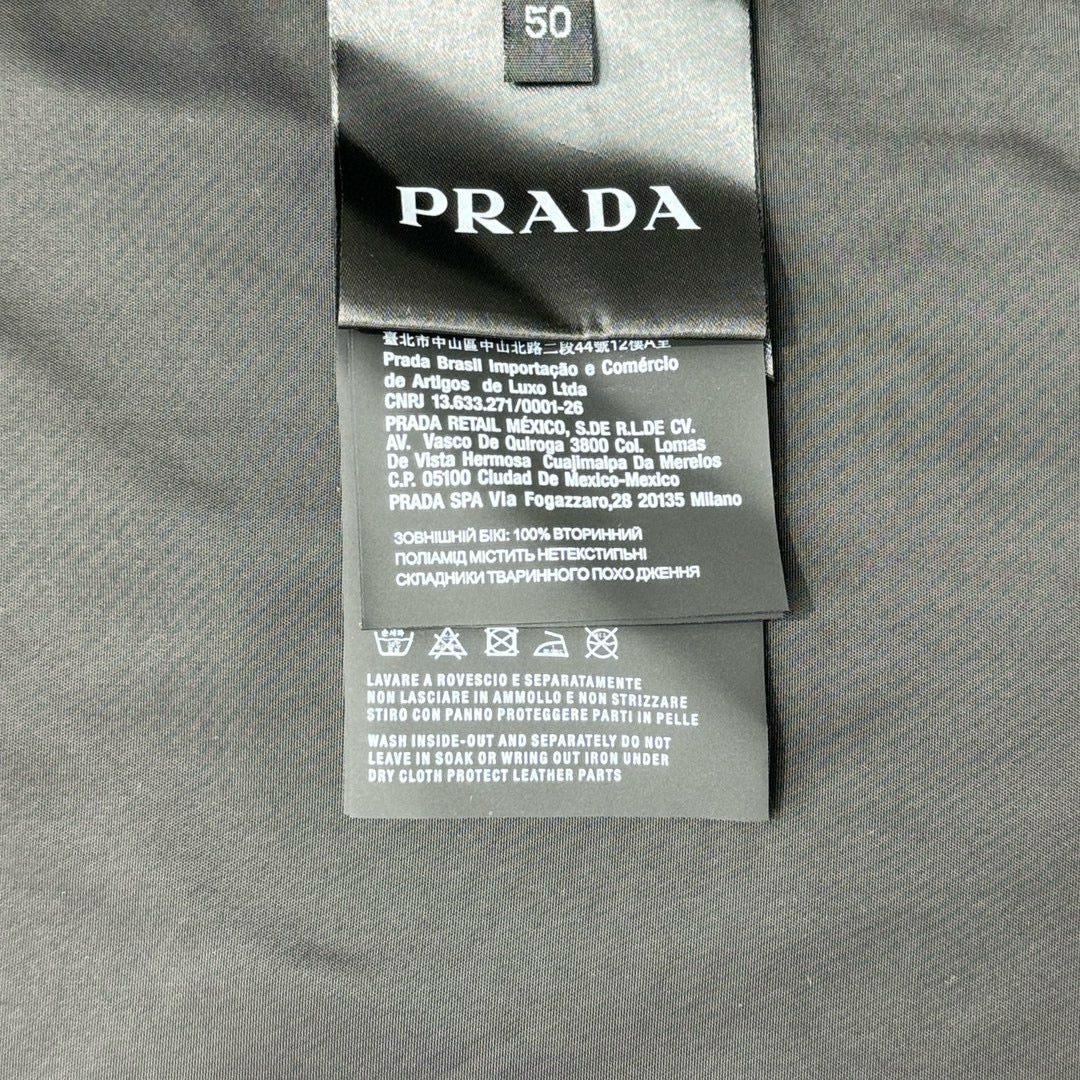 50
PRADA
臺北市中山區中山北路二段44號12樓A室
Prada Brasil Importação e Comércio
de Artigos de Luxo Ltda
CNRJ 13.633.271/0001-26
PRADA RETAIL MÉXICO, S.DE R.L.DE CV.
AV. Vasco De Quiroga 3800 Col. Lomas
De Vista Hermosa Cuajimalpa Da Merelos
C.P. 05100 Ciudad De Mexico-Mexico
PRADA SPA VIa Fogazzaro,28 20135 Milano
ЗОВНІШНІЙ БІКІ: 100% ВТОРИННИЙ
ПОЛІАМІД МІСТИТЬ НЕТЕКСТИПЬНІ
СКЛАДНИКИ ТВАРИННОГО ПОХО ДЖЕННЯ
LAVARE A ROVESCIO E SEPARATAMENTE
NON LASCIARE IN AMMOLLO E NON STRIZZARE
STIRO CON PANNO PROTEGGERE PARTI IN PELLE
WASH INSIDE-OUT AND SEPARATELY DO NOT
LEAVE IN SOAK OR WRING OUT IRON UNDER
DRY CLOTH PROTECT LEATHER PARTS